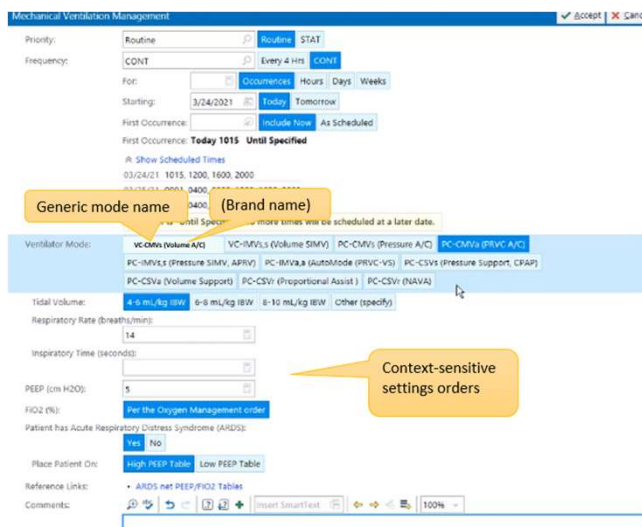 Mechanical Ventilation Management
Accept Canc
Priority: Routine Routine STAT
Frequency: CONT Every 4 Hrs CONT
For: Occurrences Hours Days Weeks
Starting: 3/24/2021 Today Tomorrow
First Occurrence: Include Now As Scheduled
First Occurrence: Today 1015 Until Specified
Show Scheduled Times
03/24/21 1015, 1200, 1600, 2000
Generic mode name
(Brand name)
more times will be scheduled at a later date.
Ventilator Mode: VC-CMVs (Volume A/C) VC-IMVs,s (Volume SIMV) PC-CMVs (Pressure A/C) PC-CMVa (PRVC A/C)
PC-IMVs,s (Pressure SIMV, APRV) PC-IMVa,a (AutoMode (PRVC-VS) PC-CSVs (Pressure Support, CPAP)
PC-CSVa (Volume Support) PC-CSVr (Proportional Assist ) PC-CSVr (NAVA)
Tidal Volume: 4-6 mL/kg IBW 6-8 mL/kg IBW 8-10 mL/kg IBW Other (specify)
Respiratory Rate (breaths/min):
14
Inspiratory Time (seconds):
Context-sensitive
settings orders
PEEP (cm H2O): 5
FiO2 (%): Per the Oxygen Management order
Patient has Acute Respiratory Distress Syndrome (ARDS):
Yes No
Place Patient On: High PEEP Table Low PEEP Table
Reference Links: • ARDS net PEEP/FIO2 Tables
Comments: Insert SmartText 100%